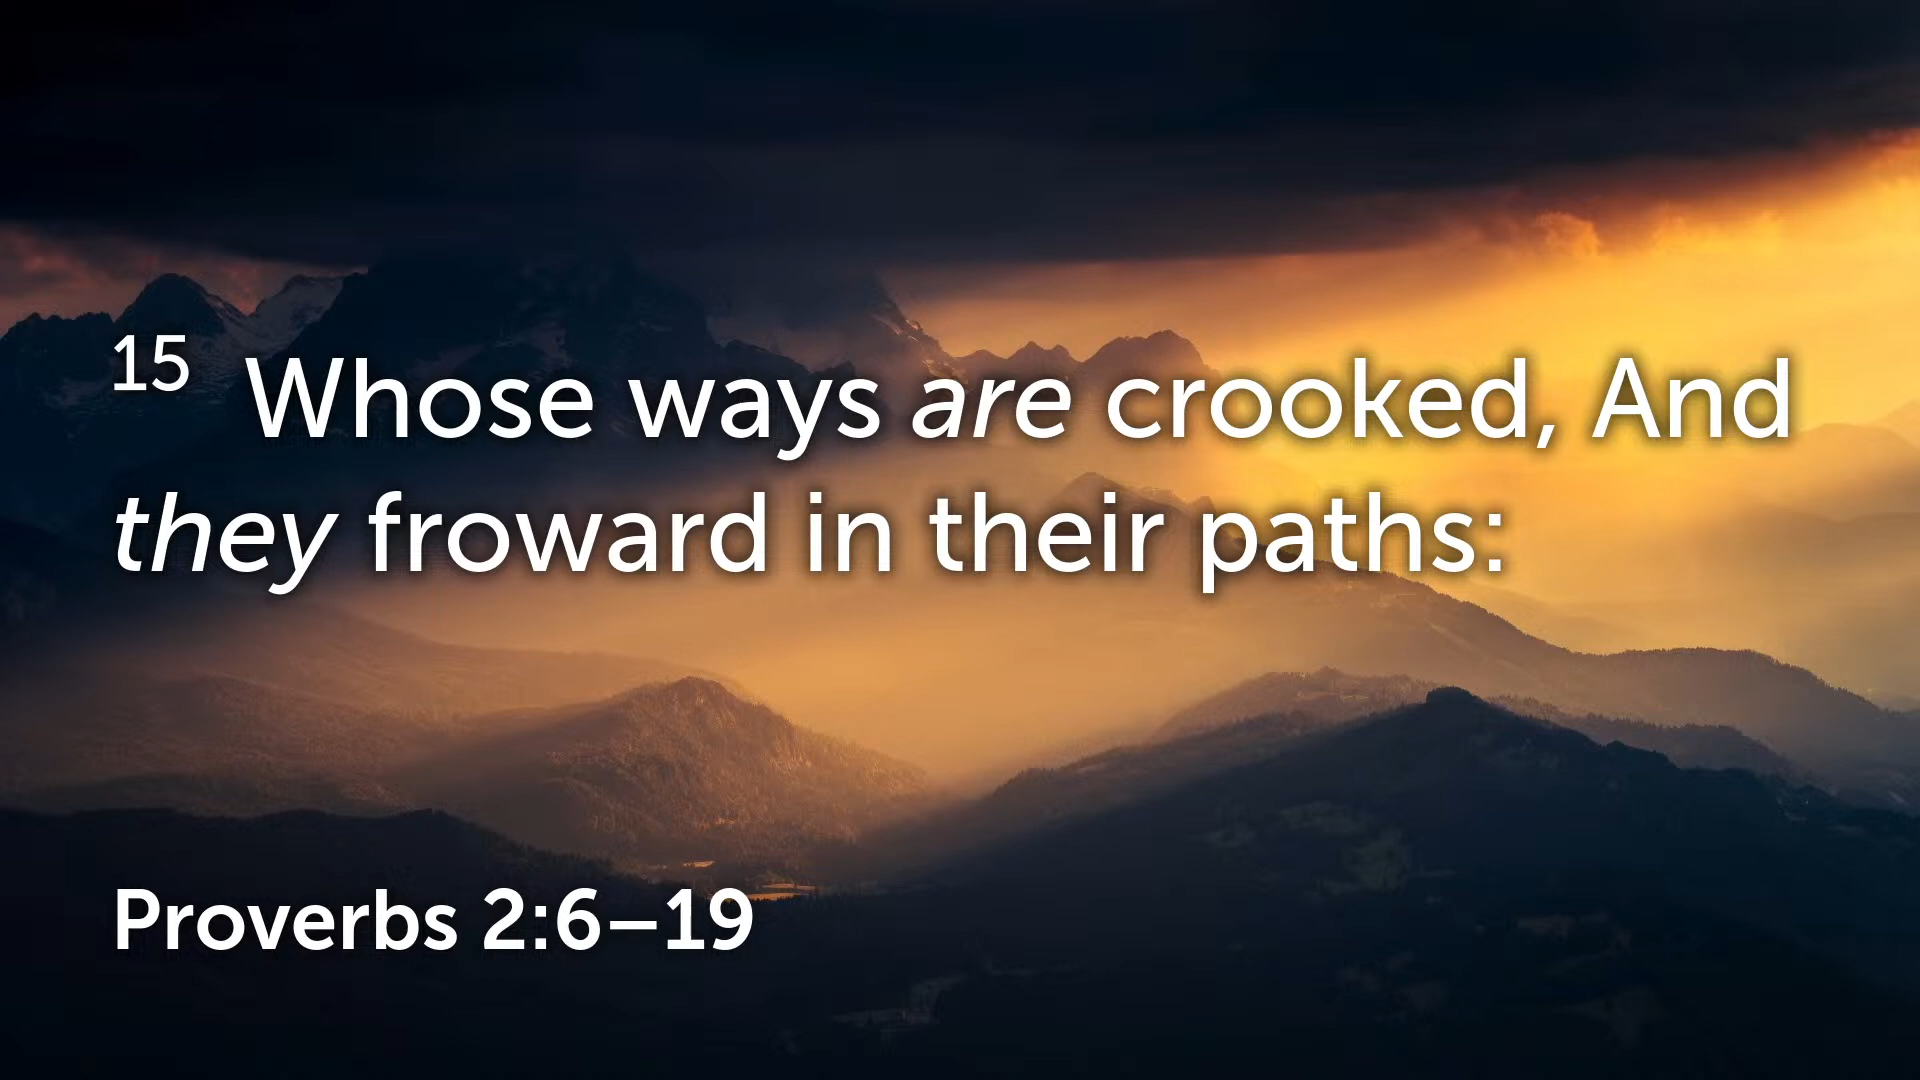 15 Whose ways are crooked, And
they froward in their paths:
Proverbs 2:6–19